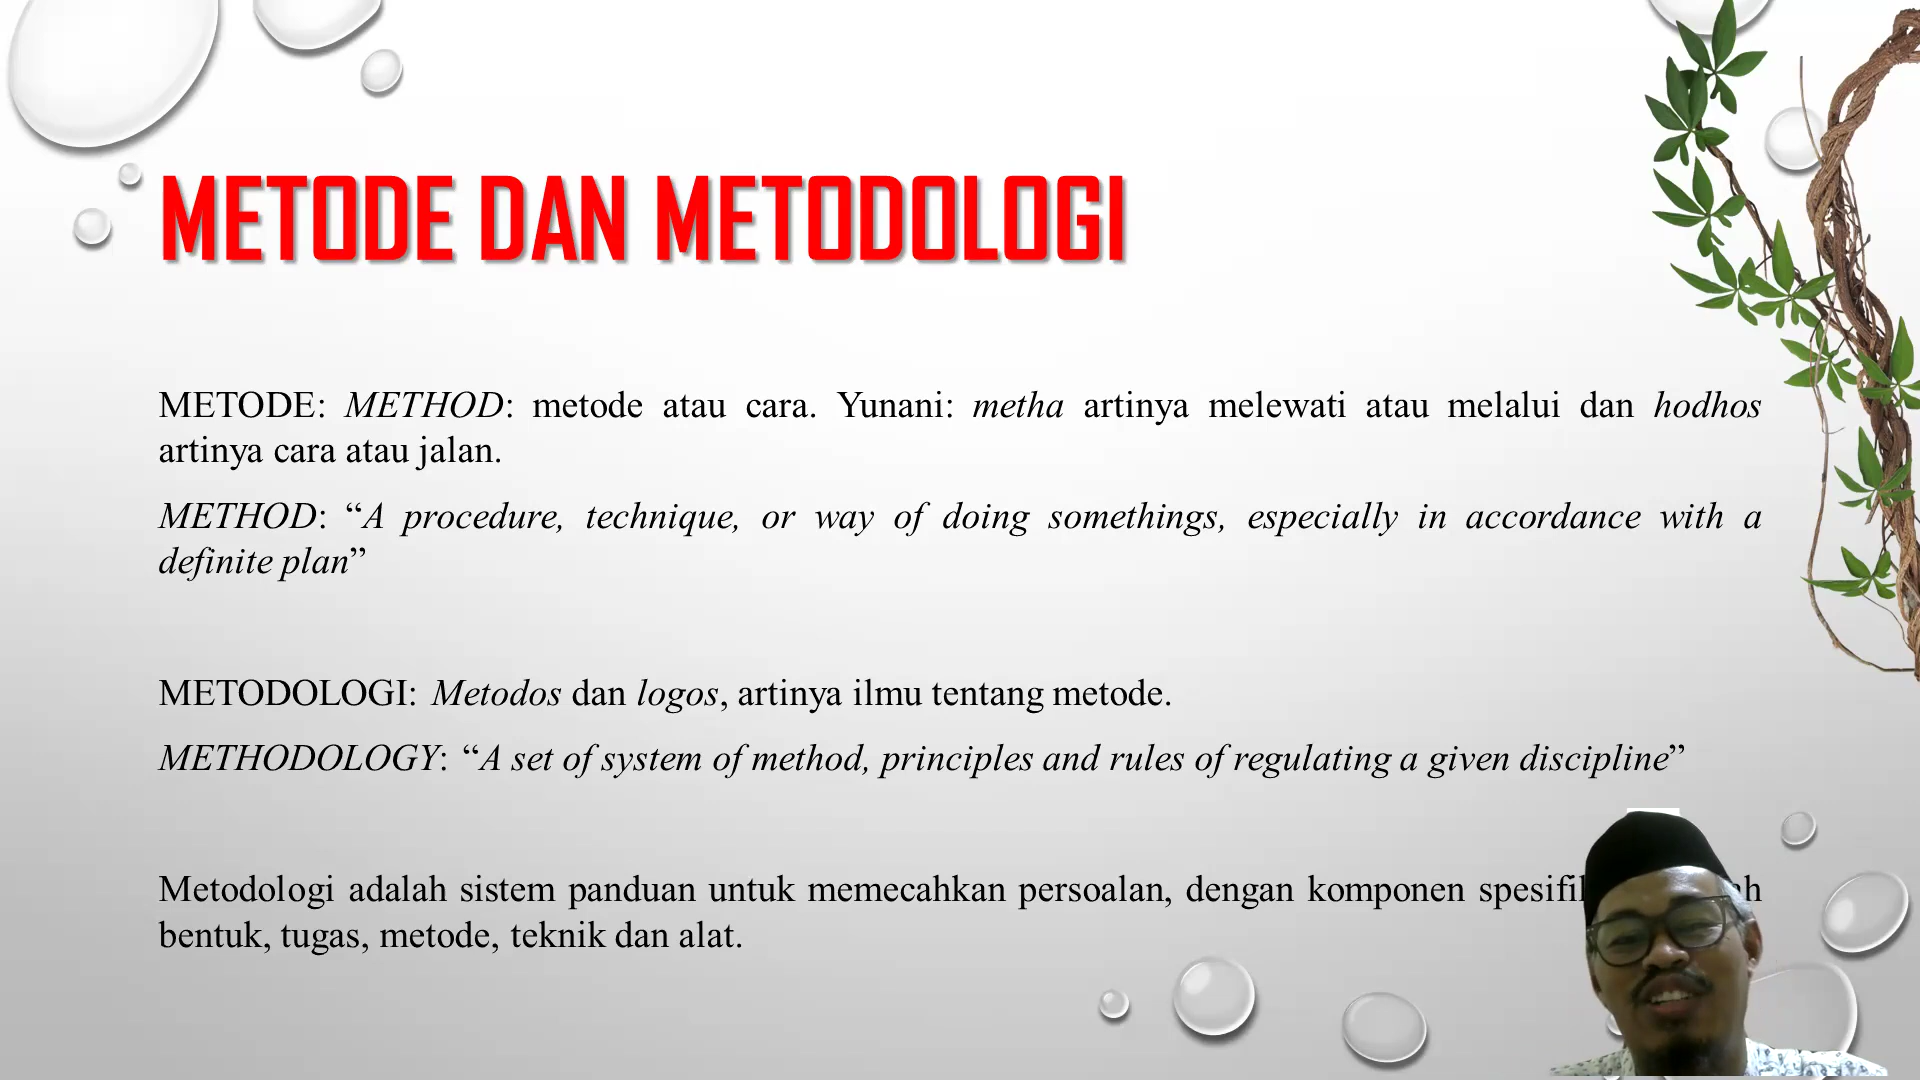 METODE DAN METODOLOGI
METODE: METHOD: metode atau cara. Yunani: metha artinya melewati atau melalui dan hodhos
artinya cara atau jalan.
METHOD: “A procedure, technique, or way of doing somethings, especially in accordance with a
definite plan”
METODOLOGI: Metodos dan logos, artinya ilmu tentang metode.
METHODOLOGY: “A set of system of method, principles and rules of regulating a given discipline”
Metodologi adalah sistem panduan untuk memecahkan persoalan, dengan komponen
bentuk, tugas, metode, teknik dan alat.